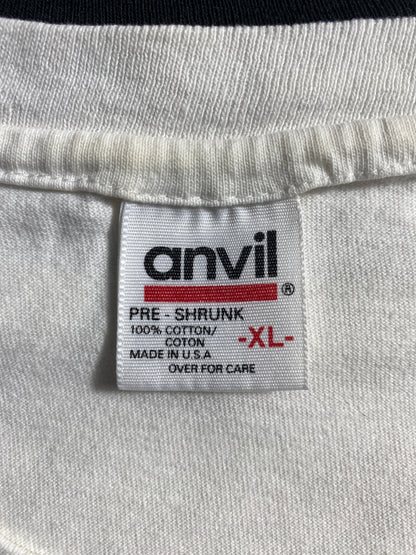 anvil
®
PRE - SHRUNK
100% COTTON/
COTON
-XL-
MADE IN U.S.A
OVER FOR CARE